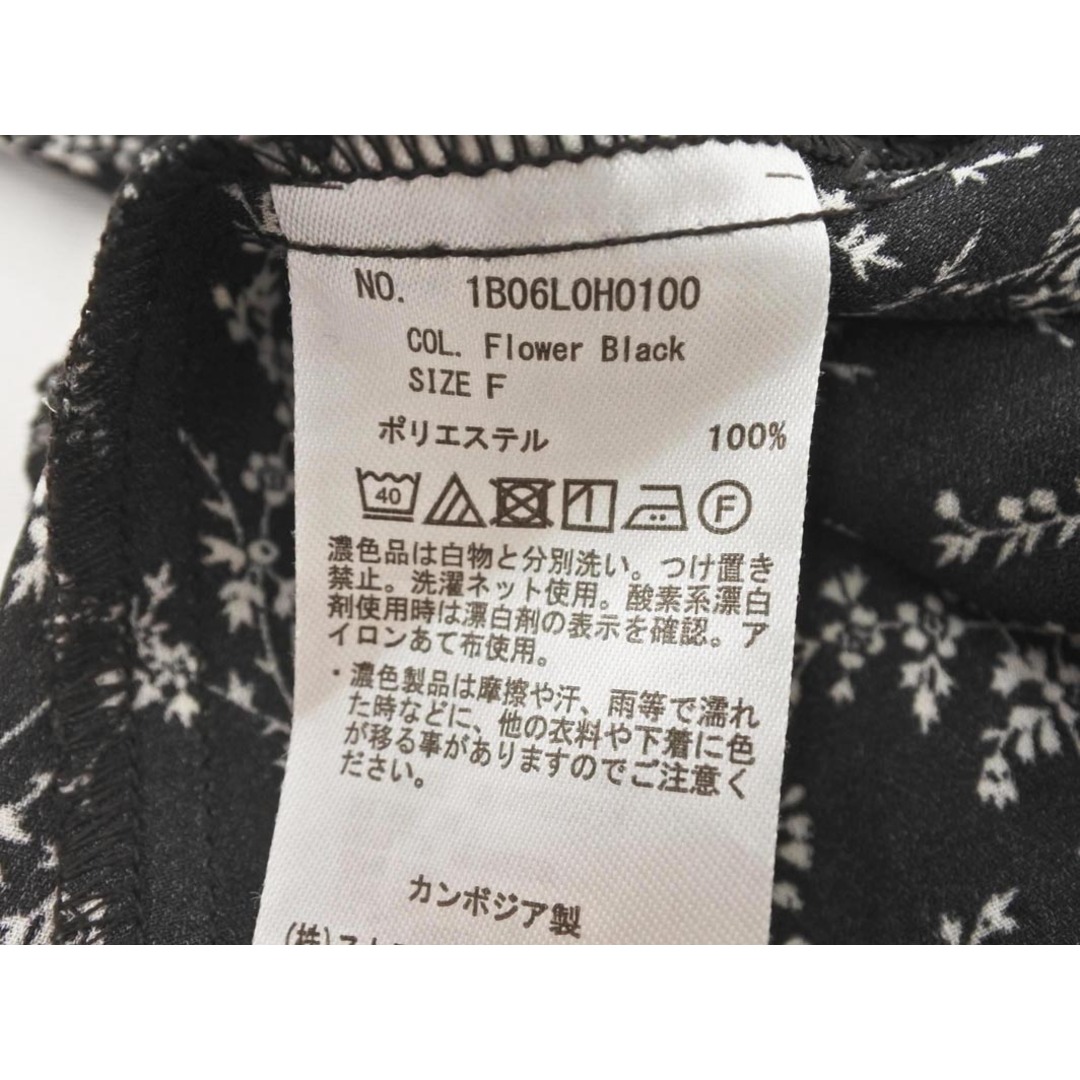 NO. 1B06L0H0100
COL. Flower Black
SIZE F
ポリエステル 100%
40 F
濃色品は白物と分別洗い。つけ置き
禁止。洗濯ネット使用。酸素系漂白
剤使用時は漂白剤の表示を確認。ア
イロンあて布使用。
・濃色製品は摩擦や汗、雨等で濡れ
た時などに、他の衣料や下着に色
が移る事がありますのでご注意く
ださい。
カンボジア製
(株)スト